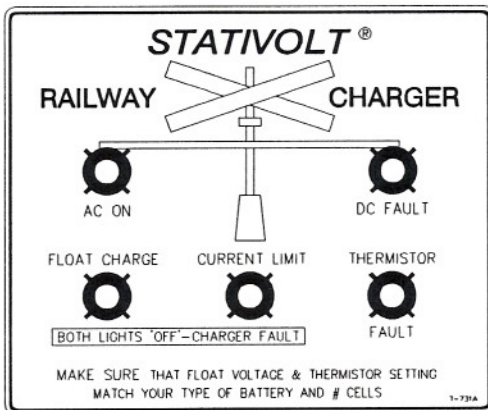 STATIVOLT ®
RAILWAY CHARGER
AC ON DC FAULT
FLOAT CHARGE CURRENT LIMIT THERMISTOR
FAULT
BOTH LIGHTS 'OFF'-CHARGER FAULT
MAKE SURE THAT FLOAT VOLTAGE & THERMISTOR SETTING
MATCH YOUR TYPE OF BATTERY AND # CELLS
7-731A